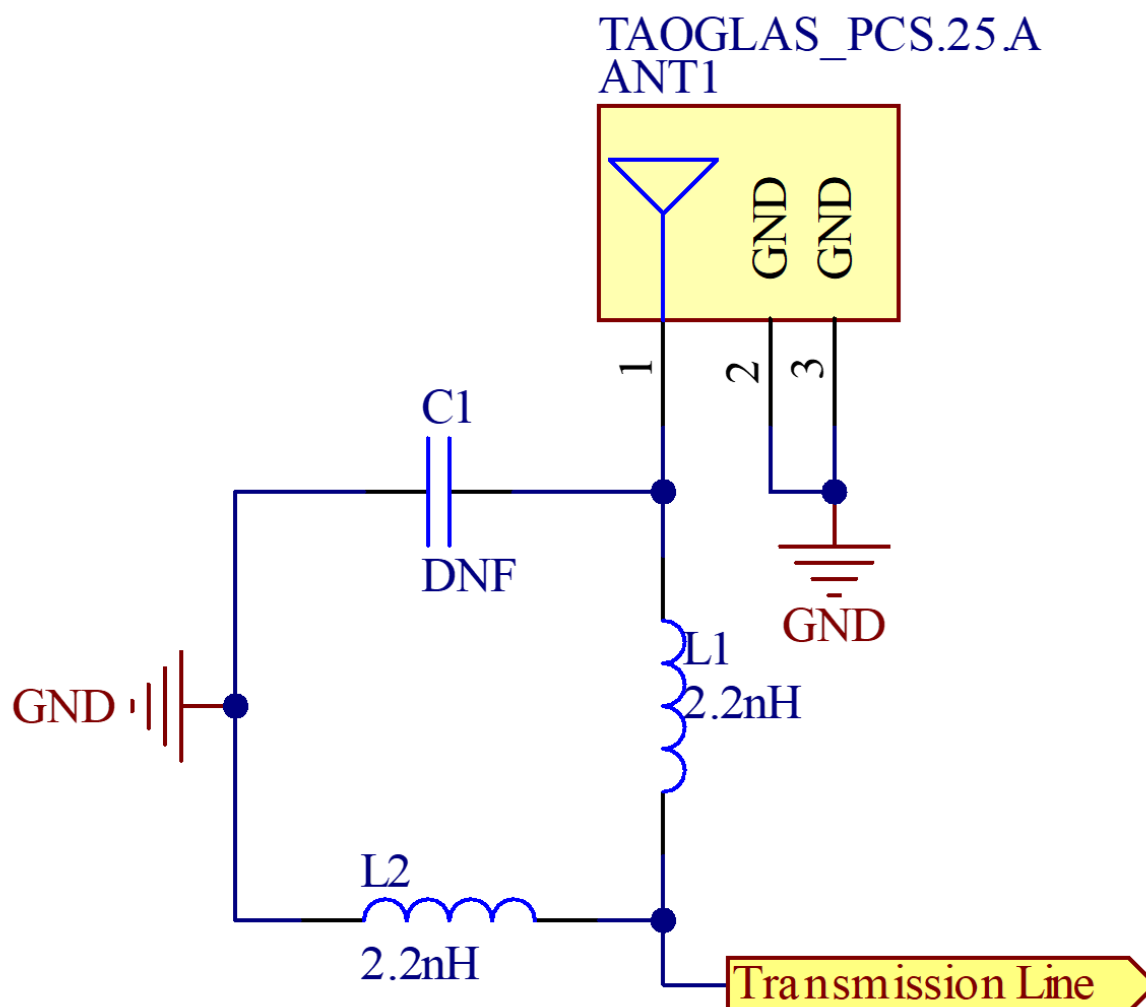 TAOGLAS_PCS.25.A
ANT1
GND
GND
1
2
3
C1
DNF
GND
L1
2.2nH
GND
L2
2.2nH
Transmission Line